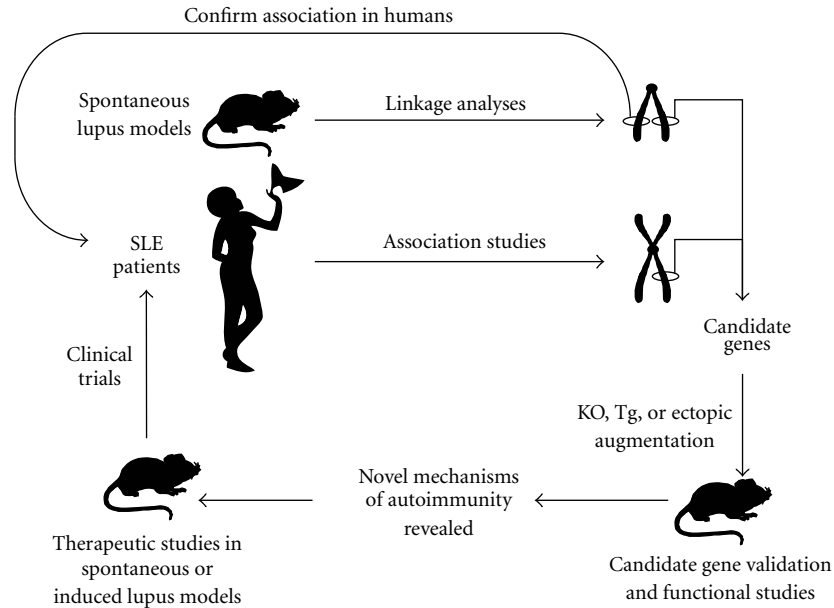 Confirm association in humans
Spontaneous
lupus models
Linkage analyses
SLE
patients
Association studies
Candidate
genes
Clinical
trials
KO, Tg, or ectopic
augmentation
Novel mechanisms
of autoimmunity
revealed
Therapeutic studies in
spontaneous or
induced lupus models
Candidate gene validation
and functional studies